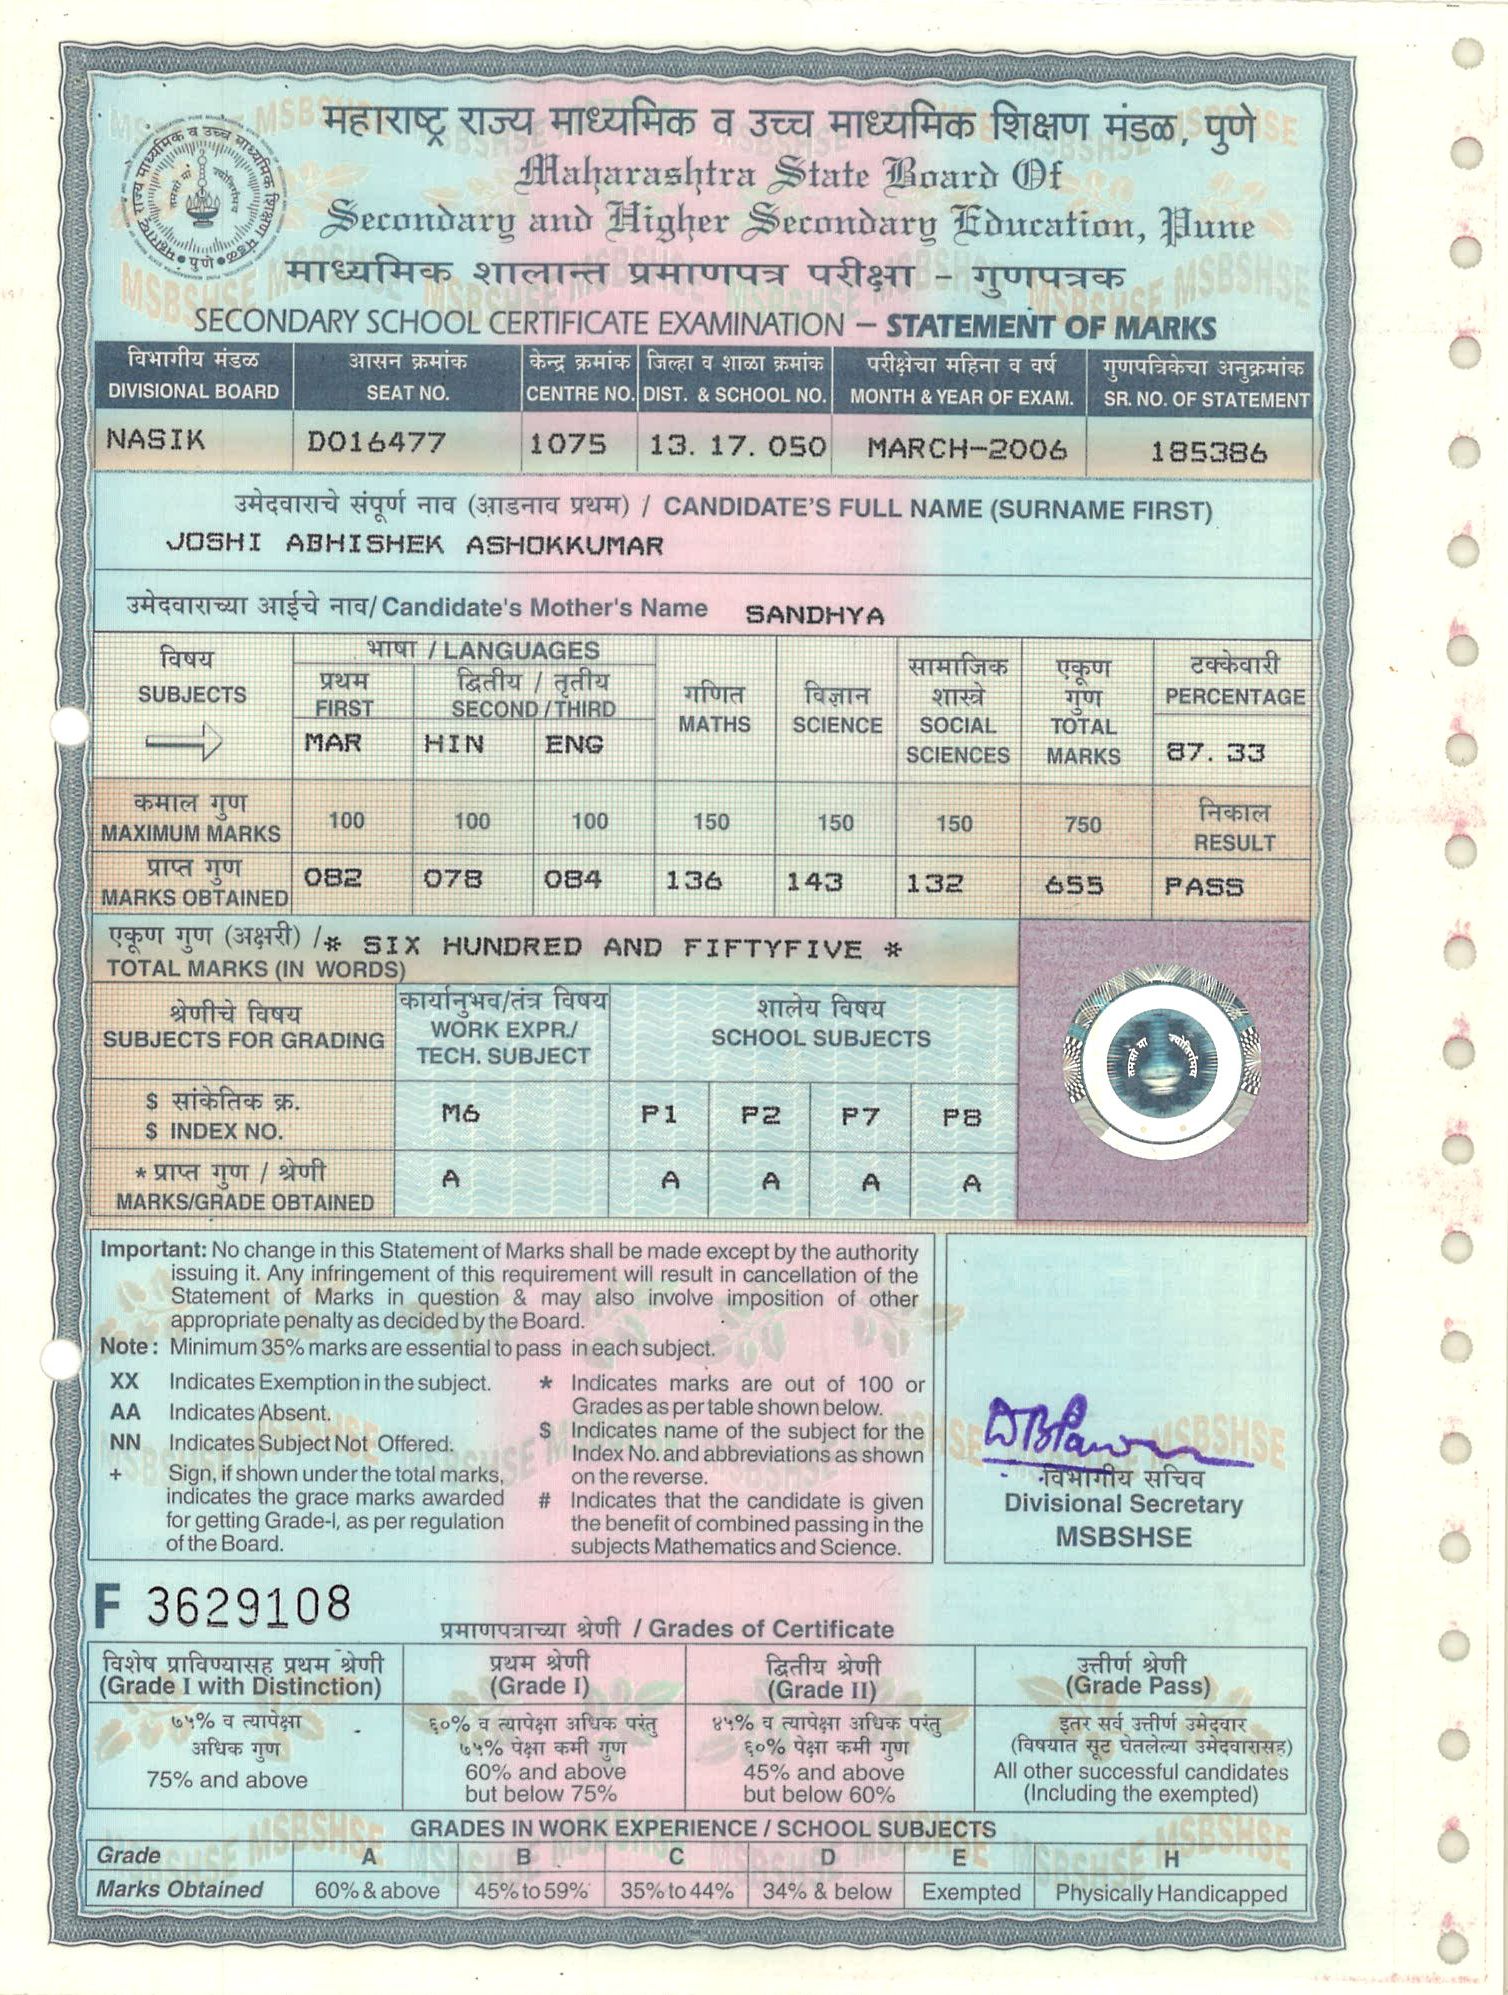 महाराष्ट्र राज्य माध्यमिक व उच्च माध्यमिक शिक्षण मंडळ, पुणे
Maharashtra State Board Of
Secondary and Higher Secondary Education, Pune
माध्यमिक शालान्त प्रमाणपत्र परीक्षा - गुणपत्रक
SECONDARY SCHOOL CERTIFICATE EXAMINATION – STATEMENT OF MARKS
विभागीय मंडळ आसन क्रमांक केन्द्र क्रमांक जिल्हा व शाळा क्रमांक परीक्षेचा महिना व वर्ष गुणपत्रिकेचा अनुक्रमांक
DIVISIONAL BOARD SEAT NO. CENTRE NO. DIST. & SCHOOL NO. MONTH & YEAR OF EXAM. SR. NO. OF STATEMENT
NASIK D016477 1075 13. 17. 050 MARCH-2006 185386
उमेदवाराचे संपूर्ण नाव (आडनाव प्रथम) / CANDIDATE'S FULL NAME (SURNAME FIRST)
JOSHI ABHISHEK ASHOKKUMAR
उमेदवाराच्या आईचे नाव/ Candidate's Mother's Name SANDHYA
विषय
SUBJECTS
भाषा / LANGUAGES
प्रथम
FIRST
द्वितीय / तृतीय
SECOND / THIRD
MAR HIN ENG
गणित
MATHS
विज्ञान
SCIENCE
सामाजिक
शास्त्रे
SOCIAL
SCIENCES
एकूण
गुण
TOTAL
MARKS
टक्केवारी
PERCENTAGE
87. 33
कमाल गुण
MAXIMUM MARKS 100 100 100 150 150 150 750
निकाल
RESULT
प्राप्त गुण
MARKS OBTAINED 082 078 084 136 143 132 655 PASS
एकूण गुण (अक्षरी) / * SIX HUNDRED AND FIFTYFIVE *
TOTAL MARKS (IN WORDS)
श्रेणीचे विषय
SUBJECTS FOR GRADING
कार्यानुभव/तंत्र विषय
WORK EXPR./
TECH. SUBJECT
शालेय विषय
SCHOOL SUBJECTS
$ सांकेतिक क्र.
$ INDEX NO.
M6 P1 P2 P7 P8
* प्राप्त गुण / श्रेणी
MARKS/GRADE OBTAINED
A A A A A
तमसो मा ज्योतिर्गमय
Important: No change in this Statement of Marks shall be made except by the authority
issuing it. Any infringement of this requirement will result in cancellation of the
Statement of Marks in question & may also involve imposition of other
appropriate penalty as decided by the Board.
Note : Minimum 35% marks are essential to pass in each subject.
XX Indicates Exemption in the subject.
AA Indicates Absent.
NN Indicates Subject Not Offered.
+ Sign, if shown under the total marks,
indicates the grace marks awarded
for getting Grade-I, as per regulation
of the Board.
* Indicates marks are out of 100 or
Grades as per table shown below.
$ Indicates name of the subject for the
Index No. and abbreviations as shown
on the reverse.
# Indicates that the candidate is given
the benefit of combined passing in the
subjects Mathematics and Science.
विभागीय सचिव
Divisional Secretary
MSBSHSE
F 3629108
प्रमाणपत्राच्या श्रेणी / Grades of Certificate
विशेष प्राविण्यासह प्रथम श्रेणी
(Grade I with Distinction)
प्रथम श्रेणी
(Grade I)
द्वितीय श्रेणी
(Grade II)
उत्तीर्ण श्रेणी
(Grade Pass)
७५% व त्यापेक्षा
अधिक गुण
75% and above
६०% व त्यापेक्षा अधिक परंतु
७५% पेक्षा कमी गुण
60% and above
but below 75%
४५% व त्यापेक्षा अधिक परंतु
६०% पेक्षा कमी गुण
45% and above
but below 60%
इतर सर्व उत्तीर्ण उमेदवार
(विषयात सूट घेतलेल्या उमेदवारासह)
All other successful candidates
(Including the exempted)
GRADES IN WORK EXPERIENCE / SCHOOL SUBJECTS
Grade A B C D E H
Marks Obtained 60% & above 45% to 59% 35% to 44% 34% & below Exempted Physically Handicapped